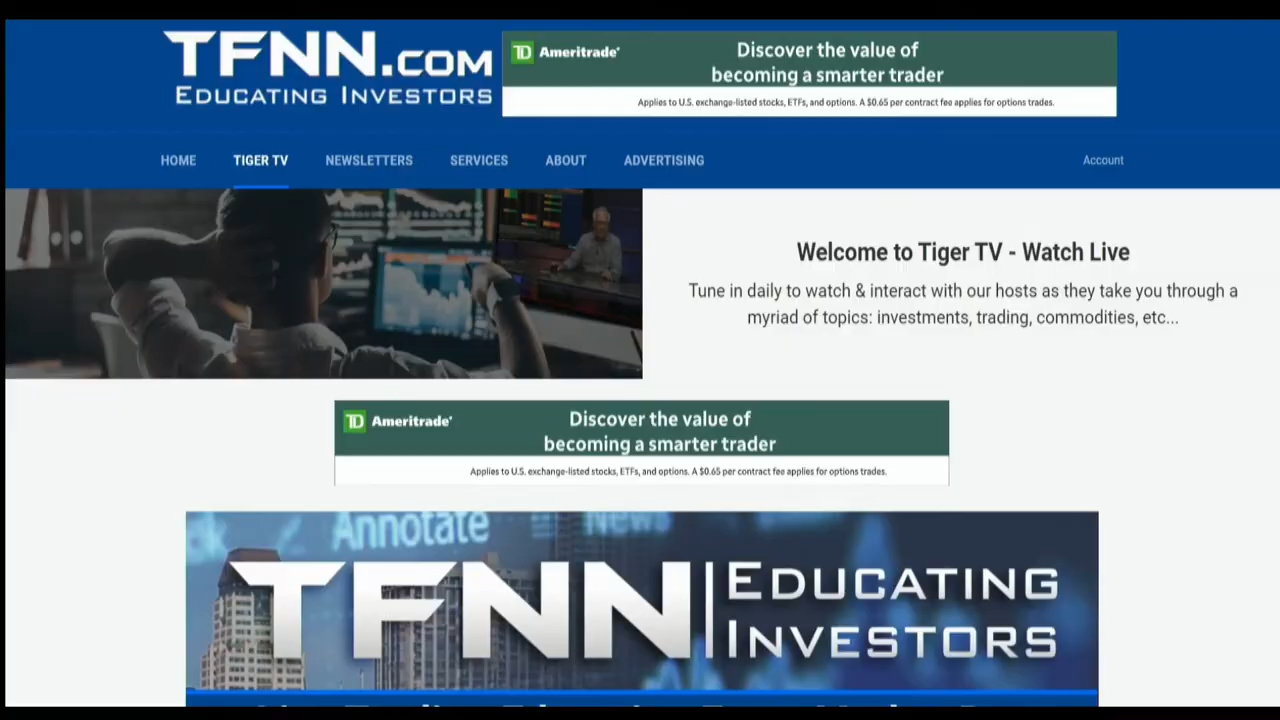 TFNN.COM
EDUCATING INVESTORS
TD Ameritrade
Discover the value of
becoming a smarter trader
Applies to U.S. exchange-listed stocks, ETFs, and options. A $0.65 per contract fee applies for options trades.
HOME TIGER TV NEWSLETTERS SERVICES ABOUT ADVERTISING Account
Welcome to Tiger TV - Watch Live
Tune in daily to watch & interact with our hosts as they take you through a
myriad of topics: investments, trading, commodities, etc...
TD Ameritrade
Discover the value of
becoming a smarter trader
Applies to U.S. exchange-listed stocks, ETFs, and options. A $0.65 per contract fee applies for options trades.
Annotate News
TFNN EDUCATING
INVESTORS